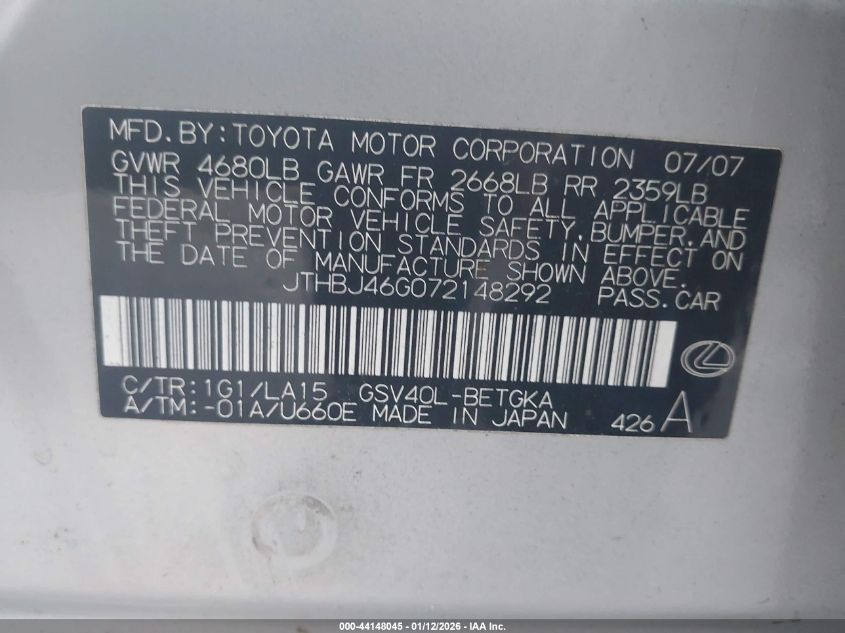 MFD. BY: TOYOTA MOTOR CORPORATION 07/07
GVWR 4680LB GAWR FR 2668LB RR 2359LB
THIS VEHICLE CONFORMS TO ALL APPLICABLE
FEDERAL MOTOR VEHICLE SAFETY, BUMPER, AND
THEFT PREVENTION STANDARDS IN EFFECT ON
THE DATE OF MANUFACTURE SHOWN ABOVE.
JTHBJ46G072148292 PASS. CAR
C/TR: 1G1/LA15 GSV40L-BETGKA
A/TM: -01A/U660E MADE IN JAPAN 426 A
000-44148045 - 01/12/2026 - IAA Inc.